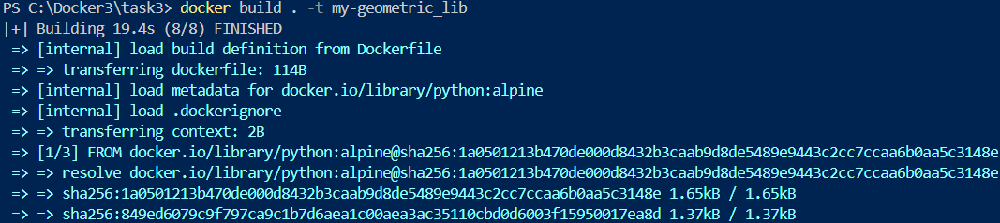 PS C:\Docker3\task3> docker build . -t my-geometric_lib
[+] Building 19.4s (8/8) FINISHED
=> [internal] load build definition from Dockerfile
=> => transferring dockerfile: 114B
=> [internal] load metadata for docker.io/library/python:alpine
=> [internal] load .dockerignore
=> => transferring context: 2B
=> [1/3] FROM docker.io/library/python:alpine@sha256:1a0501213b470de000d8432b3caab9d8de5489e9443c2cc7ccaa6b0aa5c3148e
=> => resolve docker.io/library/python:alpine@sha256:1a0501213b470de000d8432b3caab9d8de5489e9443c2cc7ccaa6b0aa5c3148e
=> => sha256:1a0501213b470de000d8432b3caab9d8de5489e9443c2cc7ccaa6b0aa5c3148e 1.65kB / 1.65kB
=> => sha256:849ed6079c9f797ca9c1b7d6aea1c00aea3ac35110cbd0d6003f15950017ea8d 1.37kB / 1.37kB